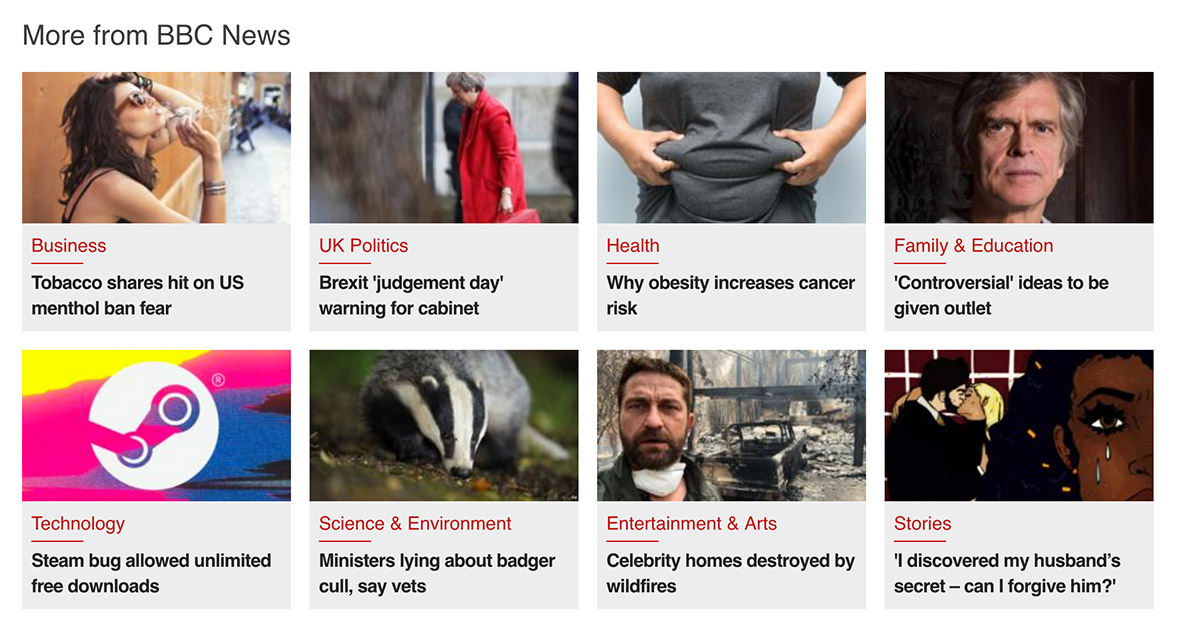 More from BBC News
Business
Tobacco shares hit on US
menthol ban fear
UK Politics
Brexit 'judgement day'
warning for cabinet
Health
Why obesity increases cancer
risk
Family & Education
'Controversial' ideas to be
given outlet
®
Technology
Steam bug allowed unlimited
free downloads
Science & Environment
Ministers lying about badger
cull, say vets
Entertainment & Arts
Celebrity homes destroyed by
wildfires
Stories
'I discovered my husband’s
secret – can I forgive him?'